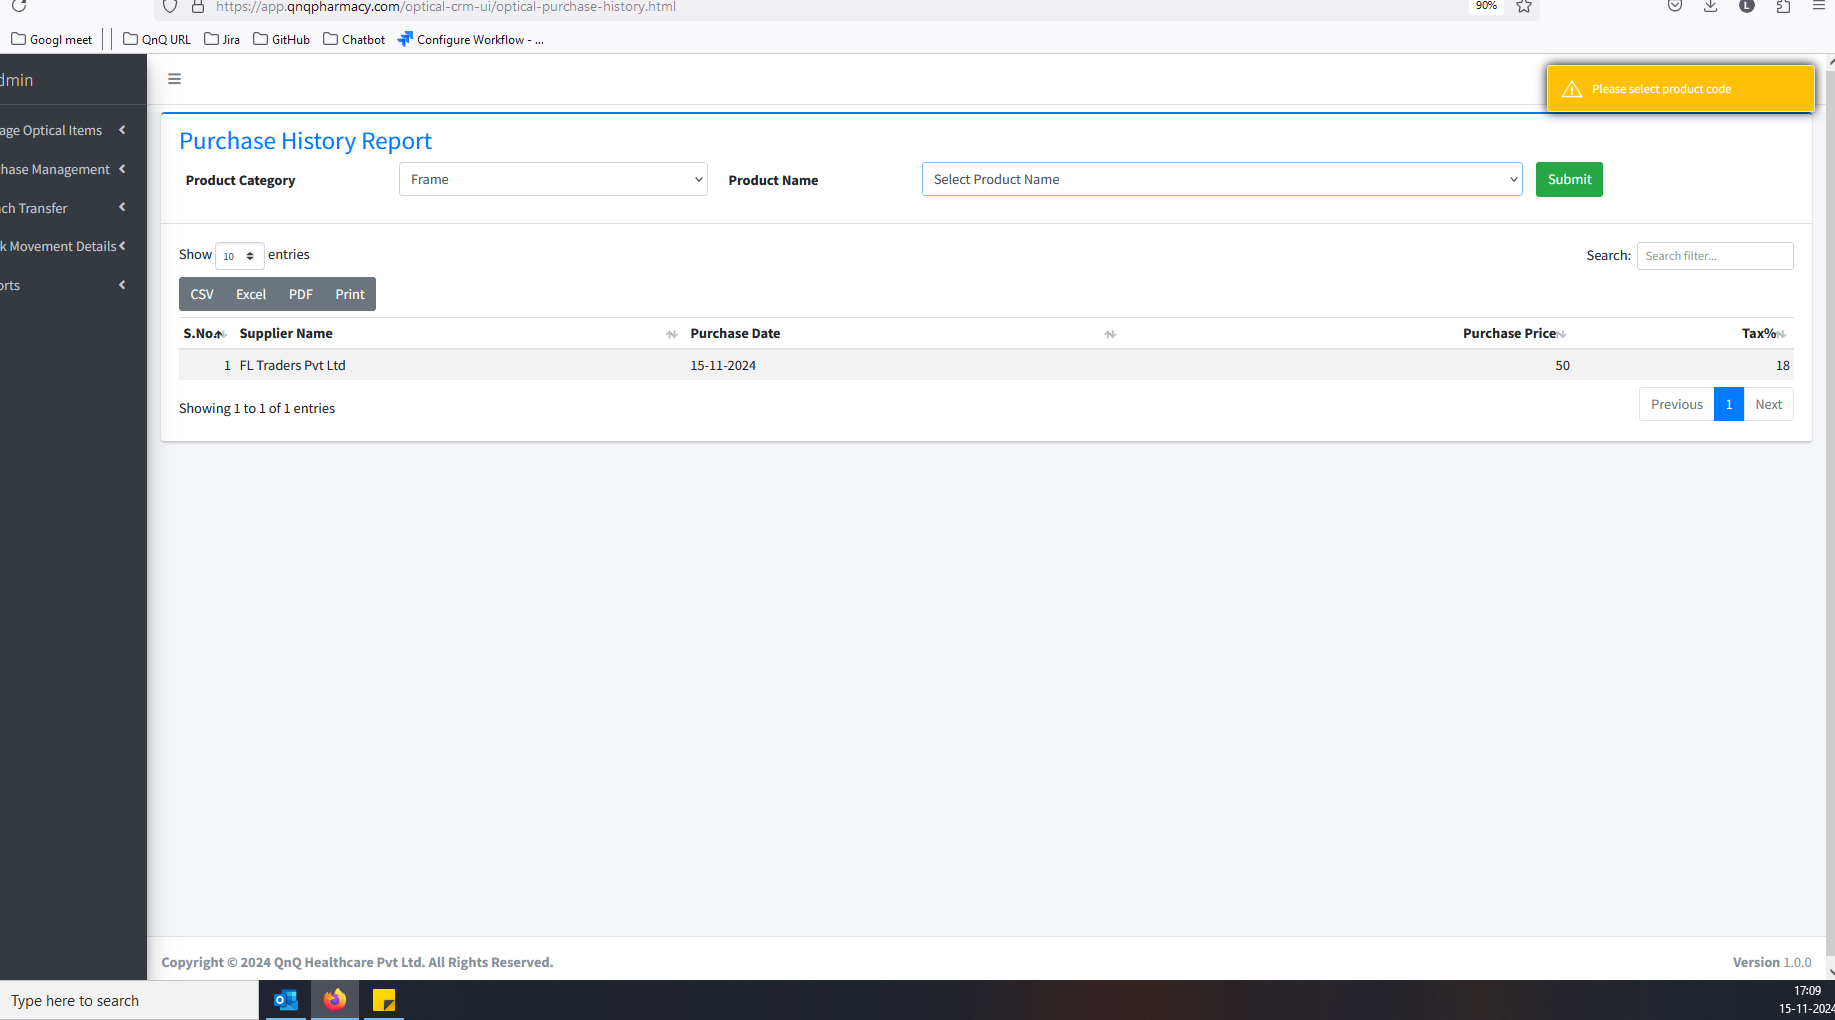 https://app.qnqpharmacy.com/optical-crm-ui/optical-purchase-history.html
90%
L
Googl meet
QnQ URL
Jira
GitHub
Chatbot
Configure Workflow - ...
dmin
age Optical Items
hase Management
ch Transfer
k Movement Details
orts
Please select product code
Purchase History Report
Product Category
Frame
Product Name
Select Product Name
Submit
Show 10 entries
Search: Search filter...
CSV Excel PDF Print
S.No. Supplier Name Purchase Date Purchase Price Tax%
1 FL Traders Pvt Ltd 15-11-2024 50 18
Showing 1 to 1 of 1 entries
Previous 1 Next
Copyright © 2024 QnQ Healthcare Pvt Ltd. All Rights Reserved.
Version 1.0.0
Type here to search
17:09
15-11-2024